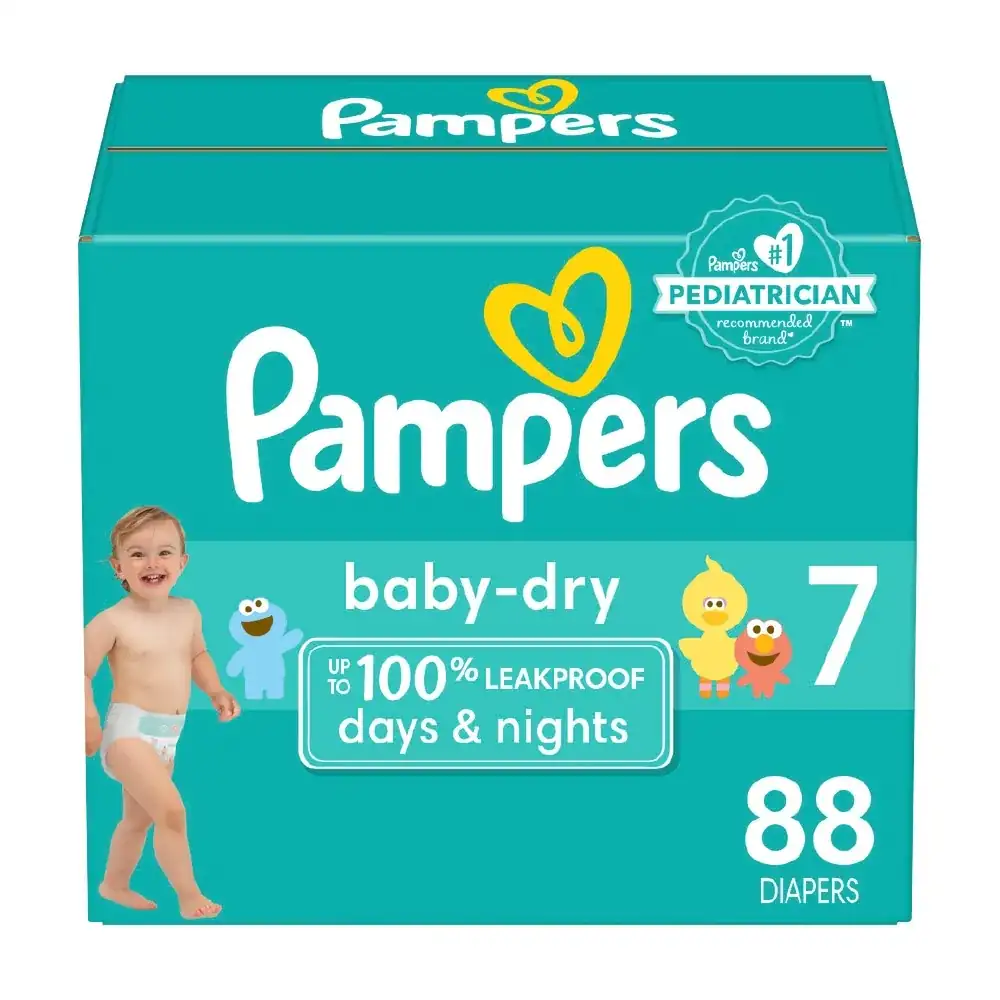 Pampers
Pampers #1
PEDIATRICIAN
recommended ™
brand*
Pampers
baby-dry
7
UP TO 100% LEAKPROOF
days & nights
88
DIAPERS